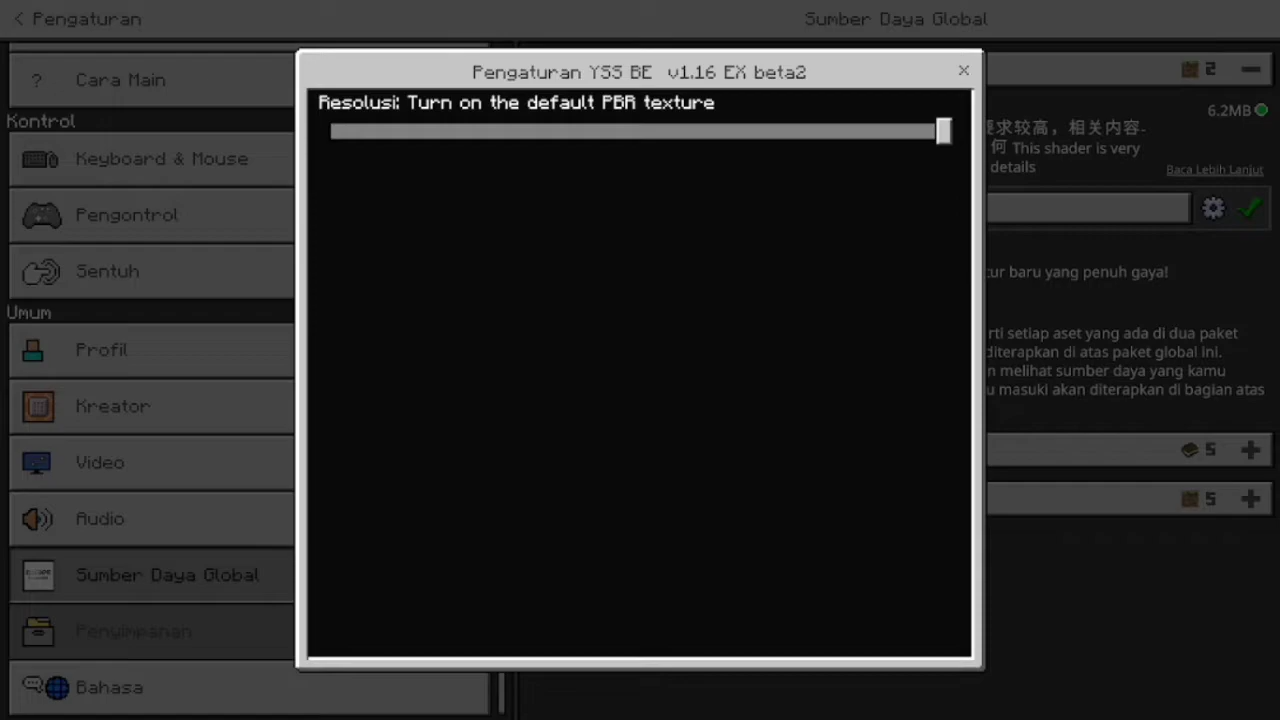 Pengaturan
Sumber Daya Global
Cara Main
Kontrol
Keyboard & Mouse
Pengontrol
Sentuh
Umum
Profil
Kreator
Video
Audio
Sumber Daya Global
Penyimpanan
Bahasa
Pengaturan YSS BE v1.16 EX beta2
Resolusi: Turn on the default PBR texture
2
6.2MB
要求较高，相关内容-
何 This shader is very
details
Baca Lebih Lanjut
tur baru yang penuh gaya!
rti setiap aset yang ada di dua paket
diterapkan di atas paket global ini.
n melihat sumber daya yang kamu
u masuki akan diterapkan di bagian atas
5
5